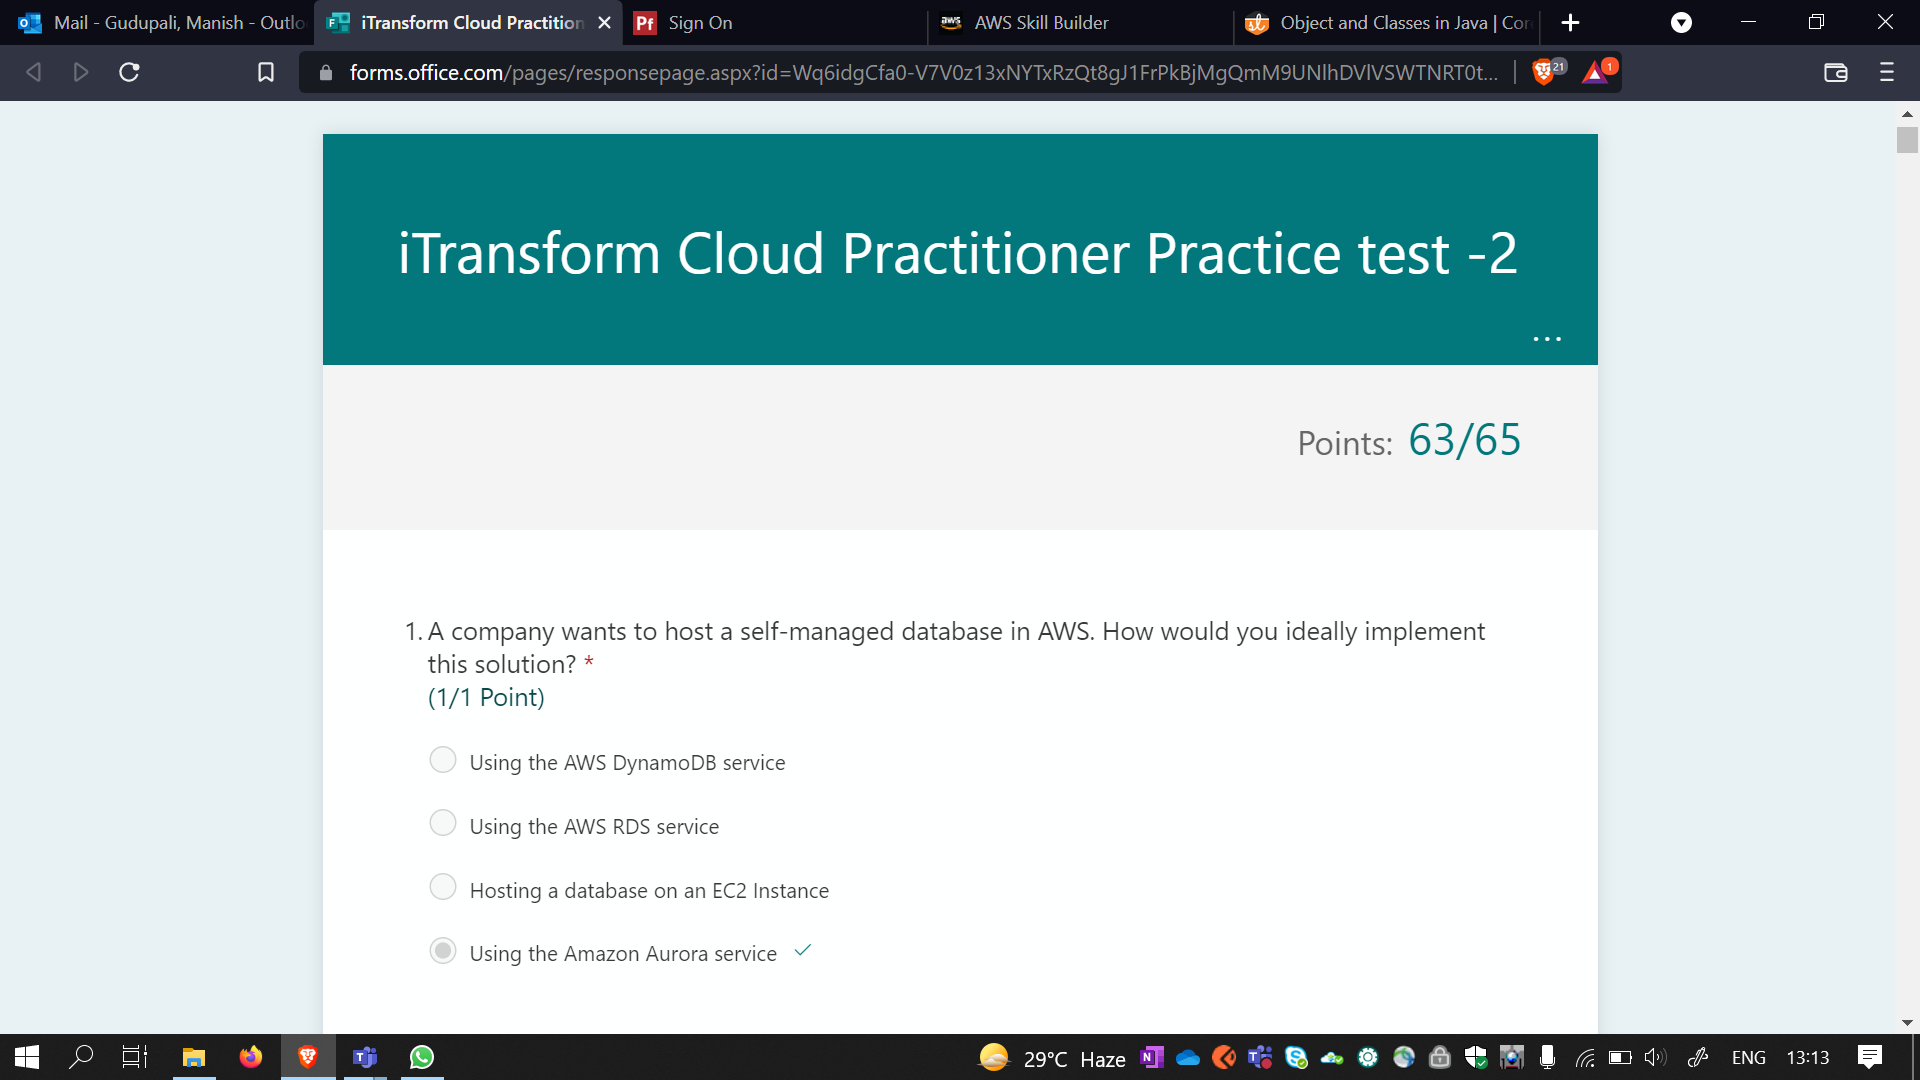 Mail - Gudupali, Manish - Outlo
iTransform Cloud Practition
Sign On
AWS Skill Builder
Object and Classes in Java | Cor
forms.office.com/pages/responsepage.aspx?id=Wq6idgCfa0-V7V0z13xNYTxRzQt8gJ1FrPkBjMgQmM9UNlhDVlVSWTNRT0t...
21
1
iTransform Cloud Practitioner Practice test -2
...
Points: 63/65
1. A company wants to host a self-managed database in AWS. How would you ideally implement
this solution? *
(1/1 Point)
Using the AWS DynamoDB service
Using the AWS RDS service
Hosting a database on an EC2 Instance
Using the Amazon Aurora service
29°C Haze
ENG
13:13